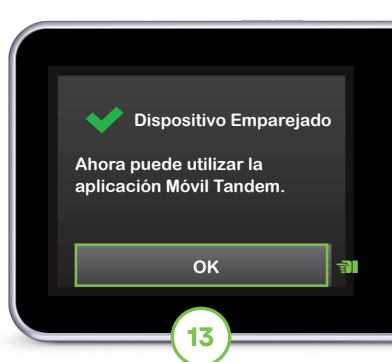 Dispositivo Emparejado
Ahora puede utilizar la
aplicación Móvil Tandem.
OK
13